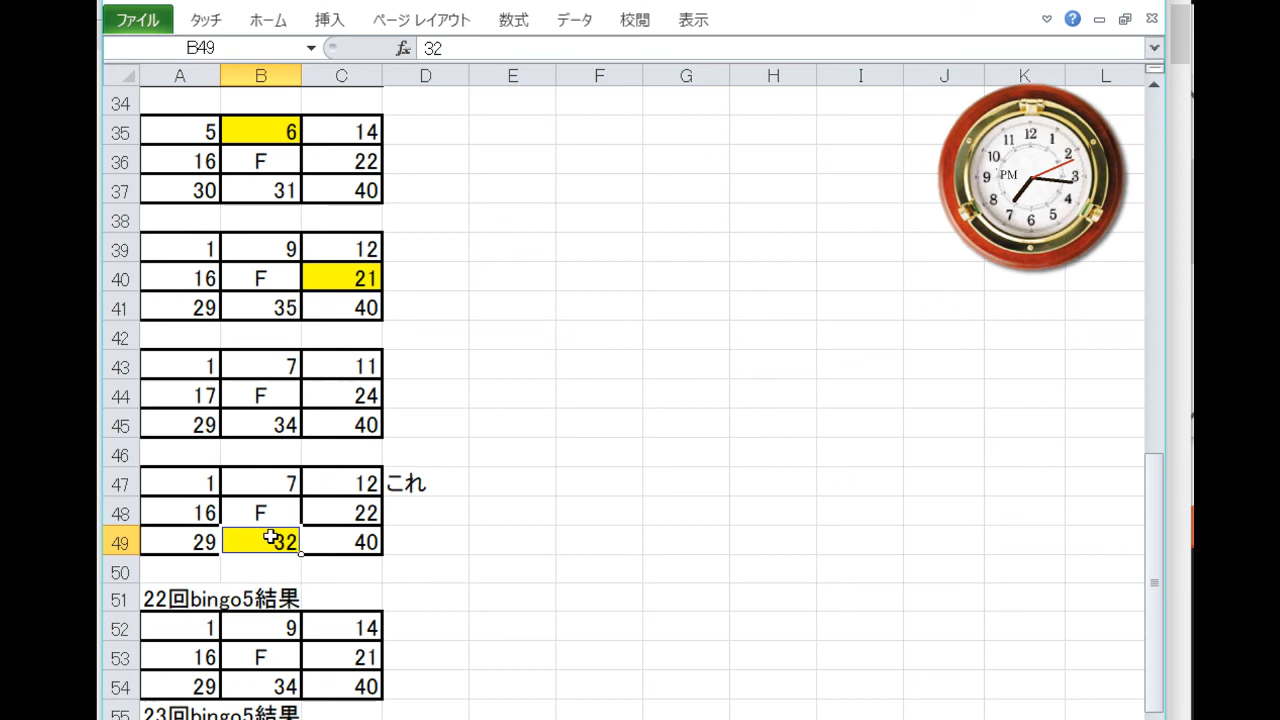 ファイル タッチ ホーム 挿入 ページ レイアウト 数式 データ 校閲 表示 ?
B49 fx 32
A B C D E F G H I J K L
34
35 5 6 14
36 16 F 22
37 30 31 40
38
39 1 9 12
40 16 F 21
41 29 35 40
42
43 1 7 11
44 17 F 24
45 29 34 40
46
47 1 7 12 これ
48 16 F 22
49 29 32 40
50
51 22回bingo5結果
52 1 9 14
53 16 F 21
54 29 34 40
55 23回bingo5結果
12 1 2 3 4 5 6 7 8 9 10 11
PM